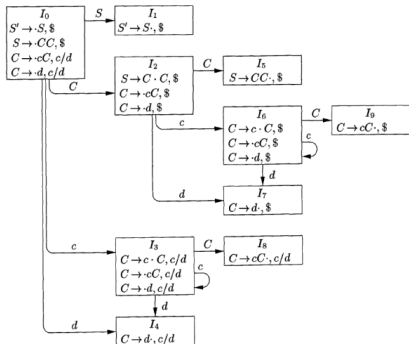 I₀
S′ → ·S, $
S → ·CC, $
C → ·cC, c/d
C → ·d, c/d
S
I₁
S′ → S·, $
C
I₂
S → C · C, $
C → ·cC, $
C → ·d, $
C
I₅
S → CC·, $
c
I₆
C → c · C, $
C → ·cC, $
C → ·d, $
C
I₉
C → cC·, $
c
d
d
I₇
C → d·, $
c
I₃
C → c · C, c/d
C → ·cC, c/d
C → ·d, c/d
C
I₈
C → cC·, c/d
c
d
d
I₄
C → d·, c/d